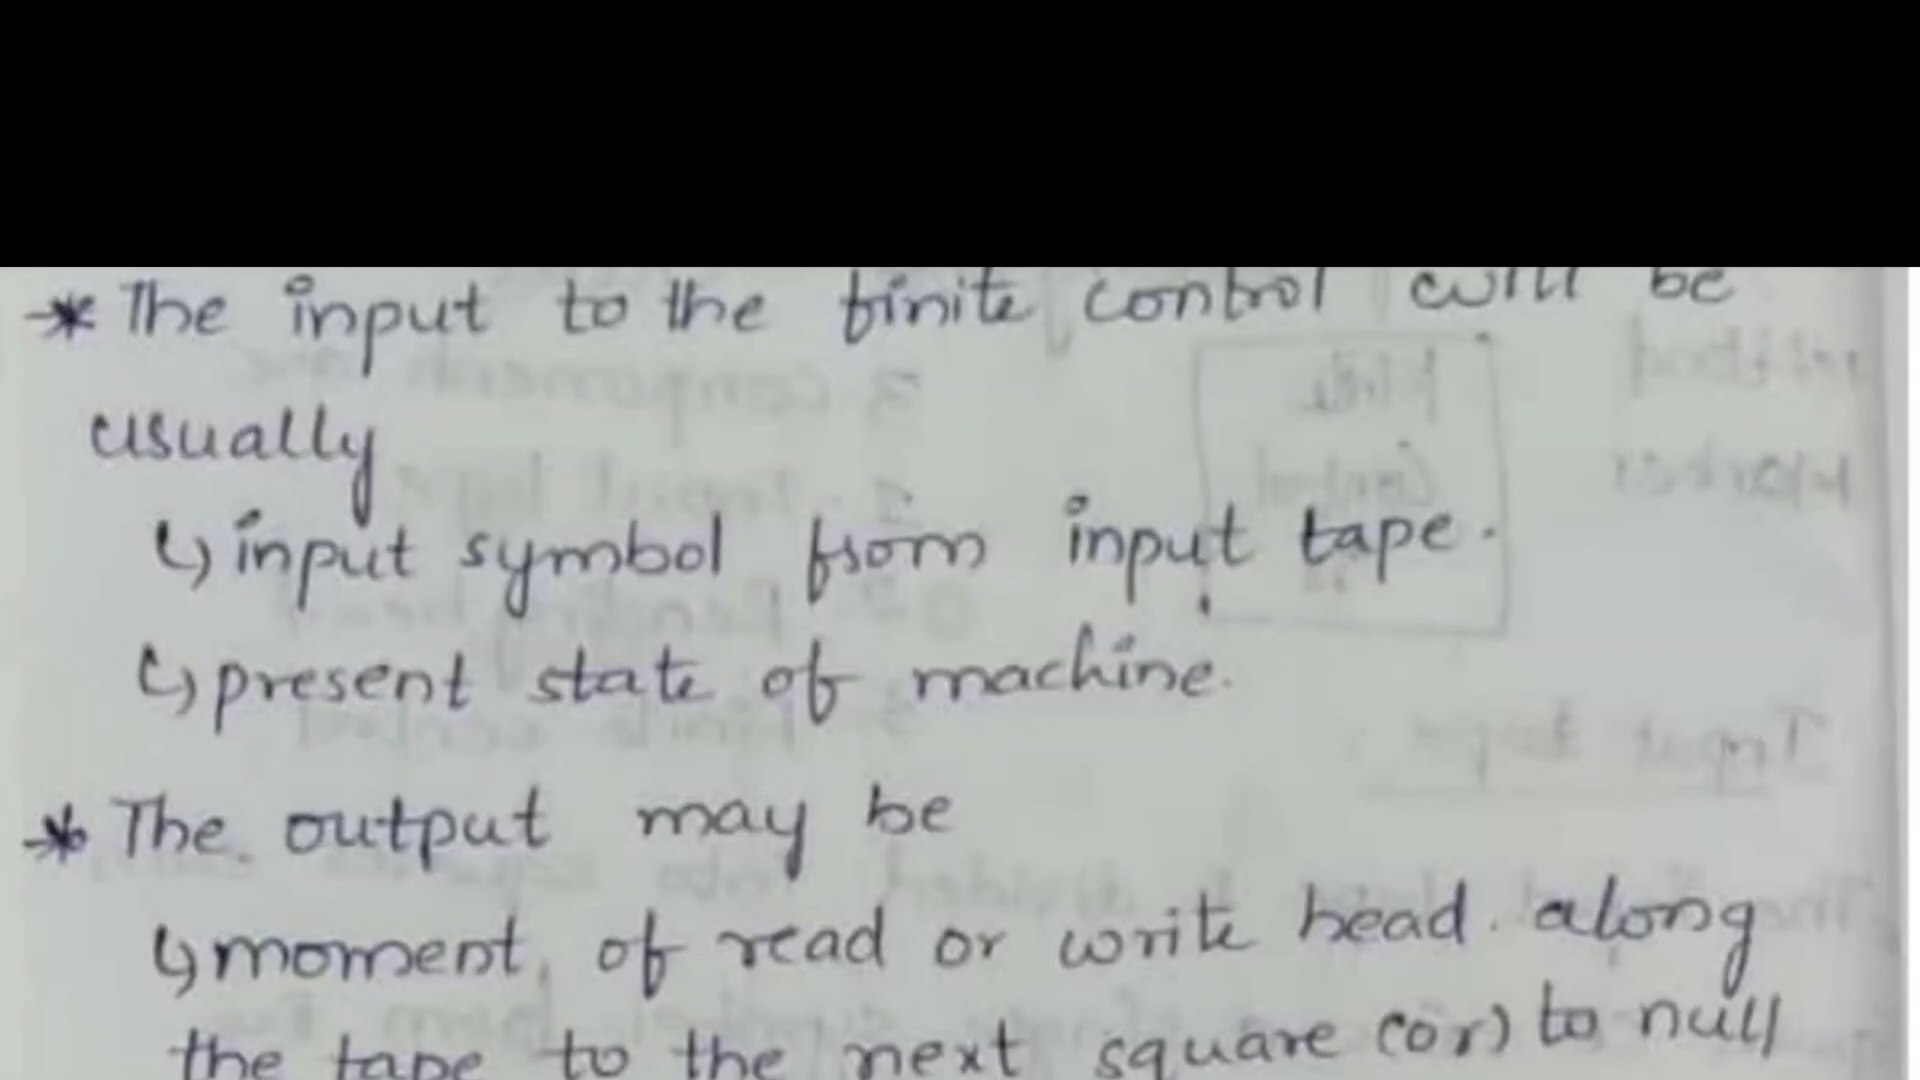 * The input to the finite control will be
usually
↳ input symbol from input tape.
↳ present state of machine.
* The output may be
↳ moment of read or write head along
the tape to the next square (or) to null